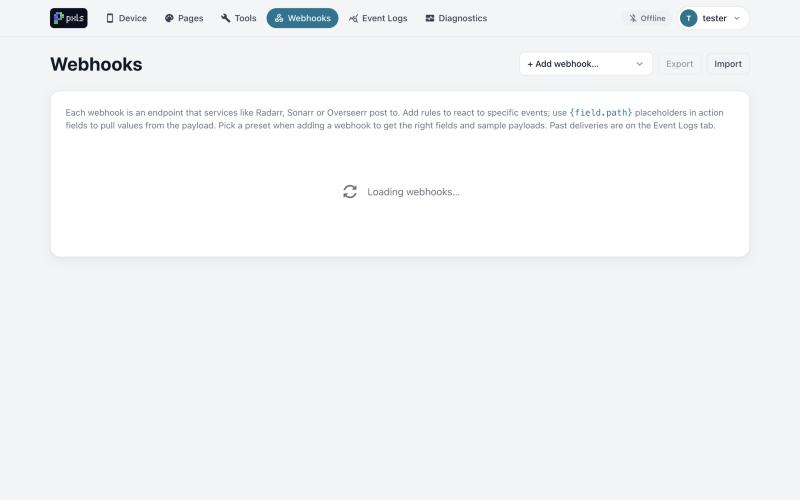 pxls
Device
Pages
Tools
Webhooks
Event Logs
Diagnostics
Offline
T
tester
Webhooks
+ Add webhook...
Export
Import
Each webhook is an endpoint that services like Radarr, Sonarr or Overseerr post to. Add rules to react to specific events; use {field.path} placeholders in action
fields to pull values from the payload. Pick a preset when adding a webhook to get the right fields and sample payloads. Past deliveries are on the Event Logs tab.
Loading webhooks...